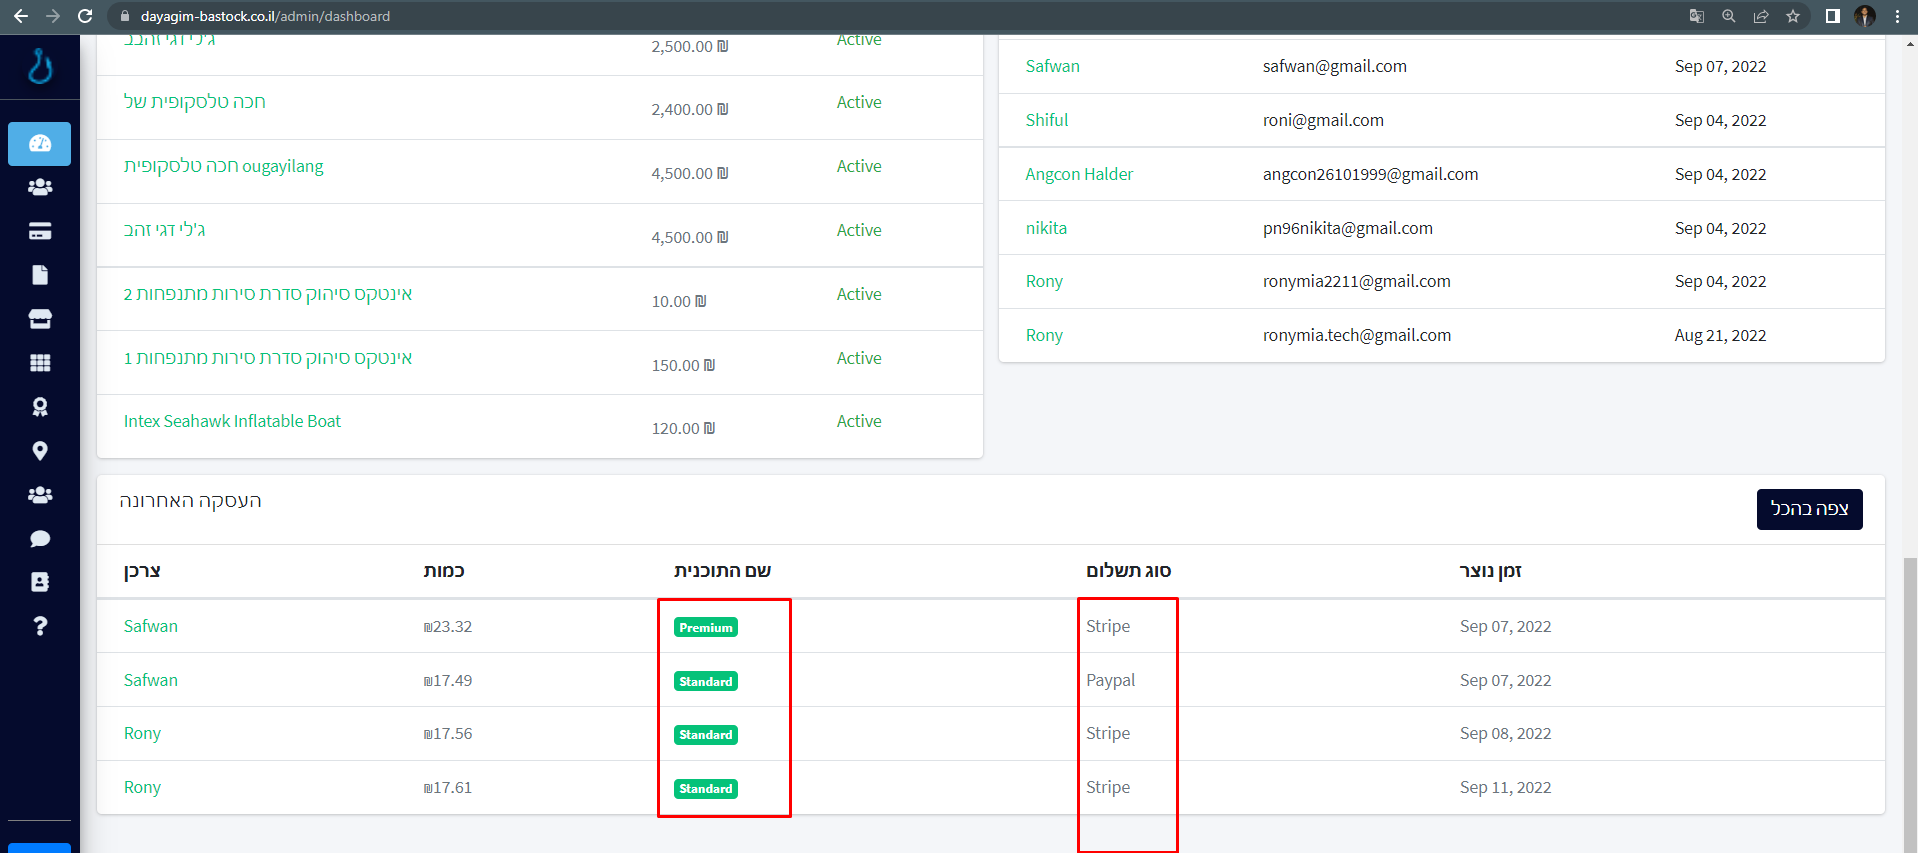 dayagim-bastock.co.il/admin/dashboard
ג'לי דגי זהבב 2,500.00 ₪ Active
חכה טלסקופית של 2,400.00 ₪ Active
חכה טלסקופית ougayilang 4,500.00 ₪ Active
ג'לי דגי זהב 4,500.00 ₪ Active
אינטקס סיהוק סדרת סירות מתנפחות 2 10.00 ₪ Active
אינטקס סיהוק סדרת סירות מתנפחות 1 150.00 ₪ Active
Intex Seahawk Inflatable Boat 120.00 ₪ Active
Safwan safwan@gmail.com Sep 07, 2022
Shiful roni@gmail.com Sep 04, 2022
Angcon Halder angcon26101999@gmail.com Sep 04, 2022
nikita pn96nikita@gmail.com Sep 04, 2022
Rony ronymia2211@gmail.com Sep 04, 2022
Rony ronymia.tech@gmail.com Aug 21, 2022
העסקה האחרונה
צפה בהכל
צרכן כמות שם התוכנית סוג תשלום זמן נוצר
Safwan ₪23.32 Premium Stripe Sep 07, 2022
Safwan ₪17.49 Standard Paypal Sep 07, 2022
Rony ₪17.56 Standard Stripe Sep 08, 2022
Rony ₪17.61 Standard Stripe Sep 11, 2022